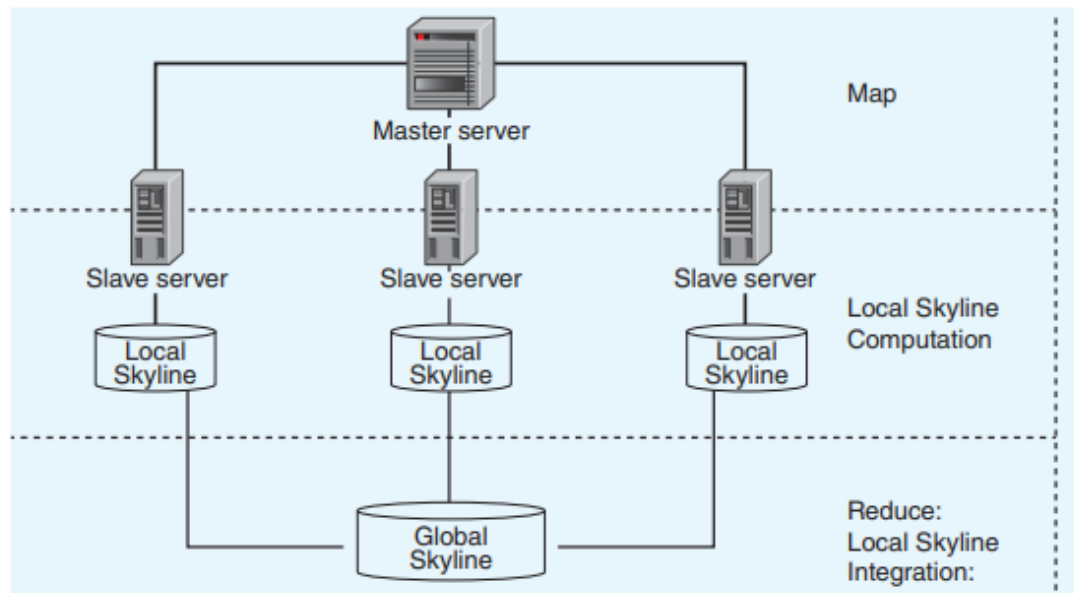 Map
Master server
Slave server
Slave server
Slave server
Local Skyline
Computation
Local
Skyline
Local
Skyline
Local
Skyline
Global
Skyline
Reduce:
Local Skyline
Integration: